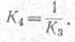 K₄ = 1/K₃.